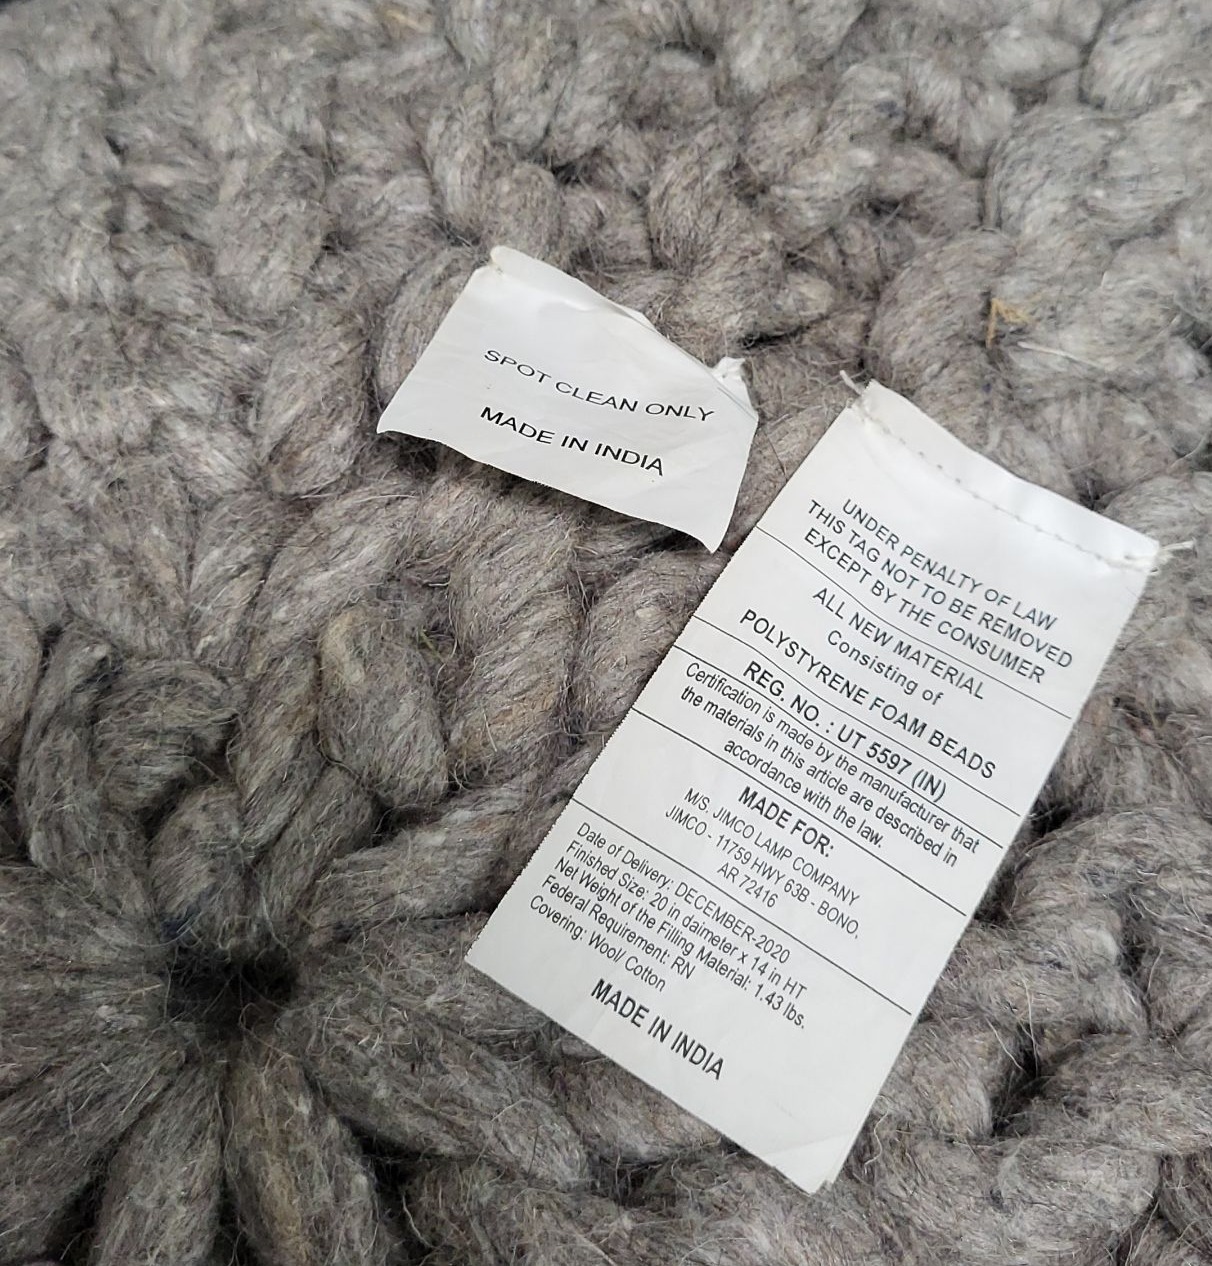 SPOT CLEAN ONLY
MADE IN INDIA
UNDER PENALTY OF LAW
THIS TAG NOT TO BE REMOVED
EXCEPT BY THE CONSUMER
ALL NEW MATERIAL
Consisting of
POLYSTYRENE FOAM BEADS
REG. NO. : UT 5597 (IN)
Certification is made by the manufacturer that
the materials in this article are described in
accordance with the law.
MADE FOR:
M/S. JIMCO LAMP COMPANY
JIMCO - 11759 HWY 63B - BONO.
AR 72416
Date of Delivery: DECEMBER-2020
Finished Size: 20 in daimeter x 14 in HT
Net Weight of the Filling Material: 1.43 lbs.
Federal Requirement: RN
Covering: Wool/ Cotton
MADE IN INDIA